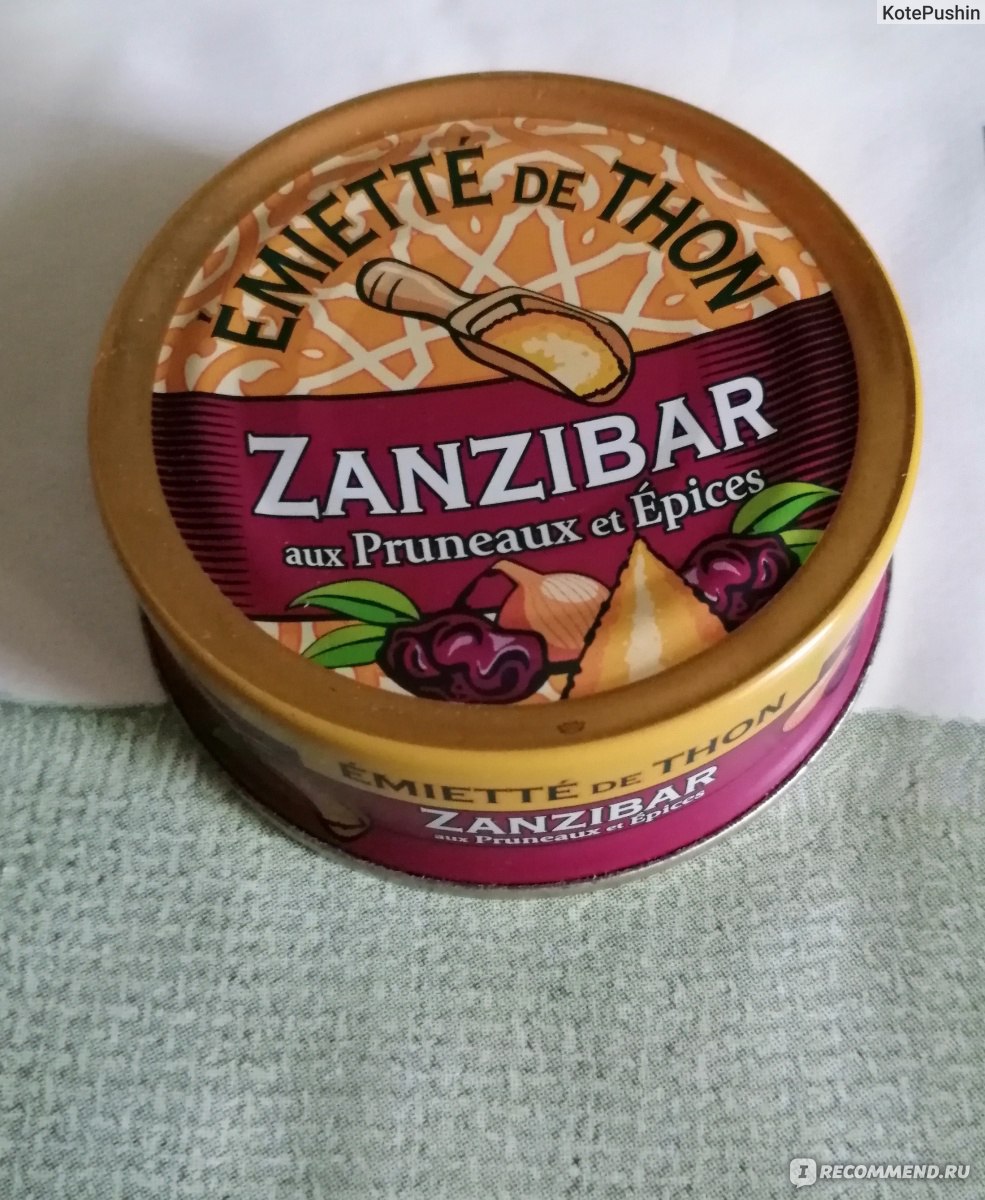 KotePushin
ÉMIETTÉ DE THON
ZANZIBAR
aux Pruneaux et Épices
ÉMIETTÉ DE THON
ZANZIBAR
aux Pruneaux et Épices
I RECOMMEND.RU